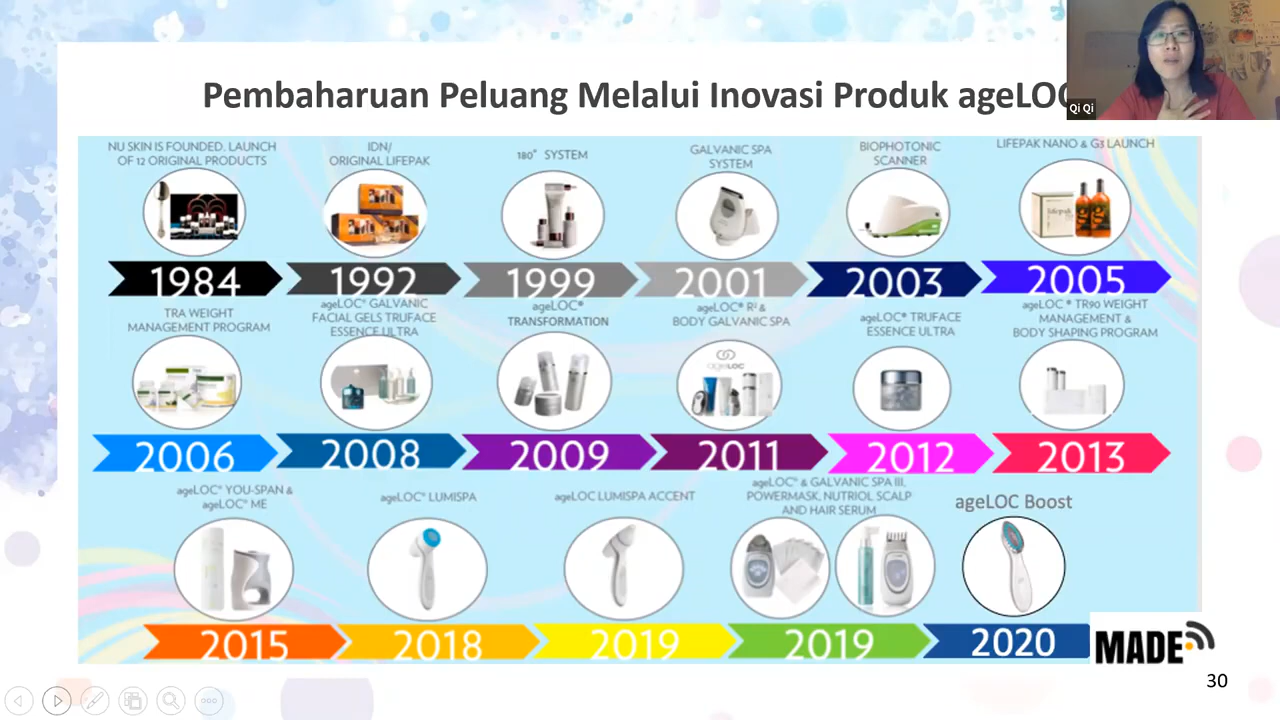 Pembaharuan Peluang Melalui Inovasi Produk ageLOC
Qi Qi
NU SKIN IS FOUNDED. LAUNCH
OF 12 ORIGINAL PRODUCTS
IDN/
ORIGINAL LIFEPAK
180° SYSTEM
GALVANIC SPA
SYSTEM
BIOPHOTONIC
SCANNER
LIFEPAK NANO & G3 LAUNCH
1984
1992
1999
2001
2003
2005
TRA WEIGHT
MANAGEMENT PROGRAM
ageLOC® GALVANIC
FACIAL GELS TRUFACE
ESSENCE ULTRA
ageLOC®
TRANSFORMATION
ageLOC® R² &
BODY GALVANIC SPA
ageLOC® TRUFACE
ESSENCE ULTRA
ageLOC ® TR90 WEIGHT
MANAGEMENT &
BODY SHAPING PROGRAM
ageLOC
2006
2008
2009
2011
2012
2013
ageLOC® YOU-SPAN &
ageLOC® ME
ageLOC® LUMISPA
ageLOC LUMISPA ACCENT
ageLOC® & GALVANIC SPA III,
POWERMASK, NUTRIOL SCALP
AND HAIR SERUM
ageLOC Boost
2015
2018
2019
2019
2020
MADE
30